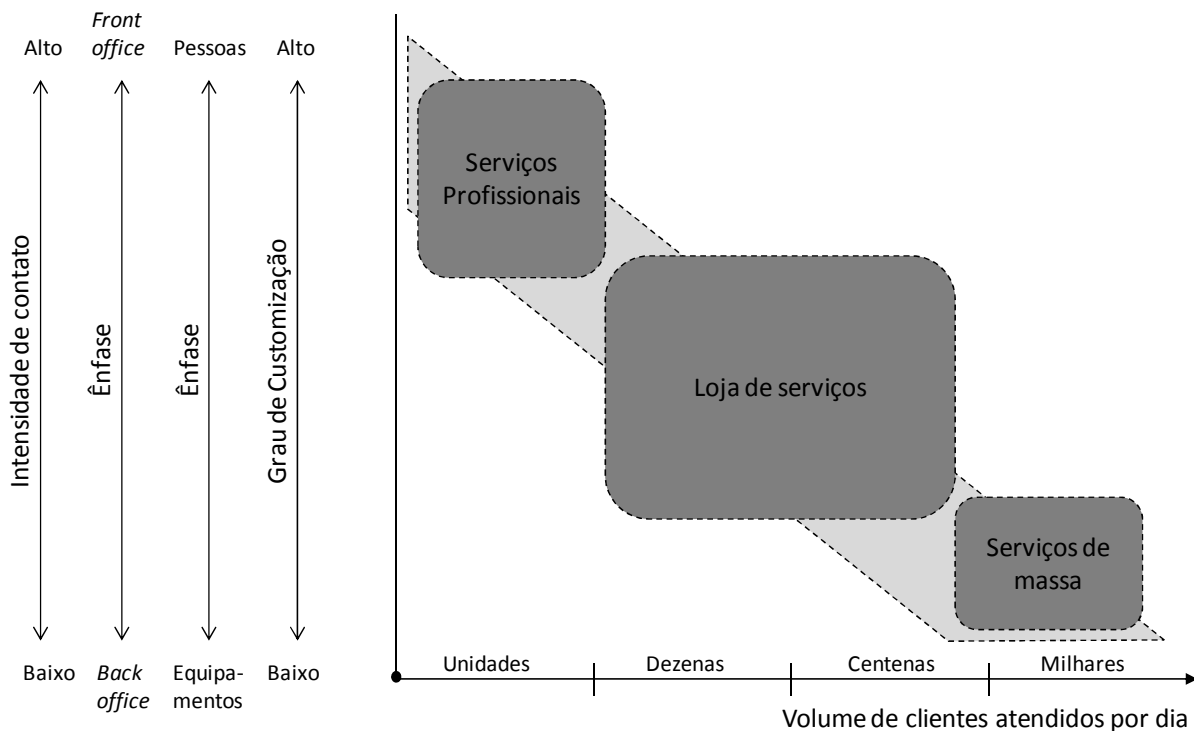 Front
Alto office Pessoas Alto
Intensidade de contato
Ênfase
Ênfase
Grau de Customização
Baixo Back Equipa- Baixo
office mentos
Serviços
Profissionais
Loja de serviços
Serviços de
massa
Unidades Dezenas Centenas Milhares
Volume de clientes atendidos por dia